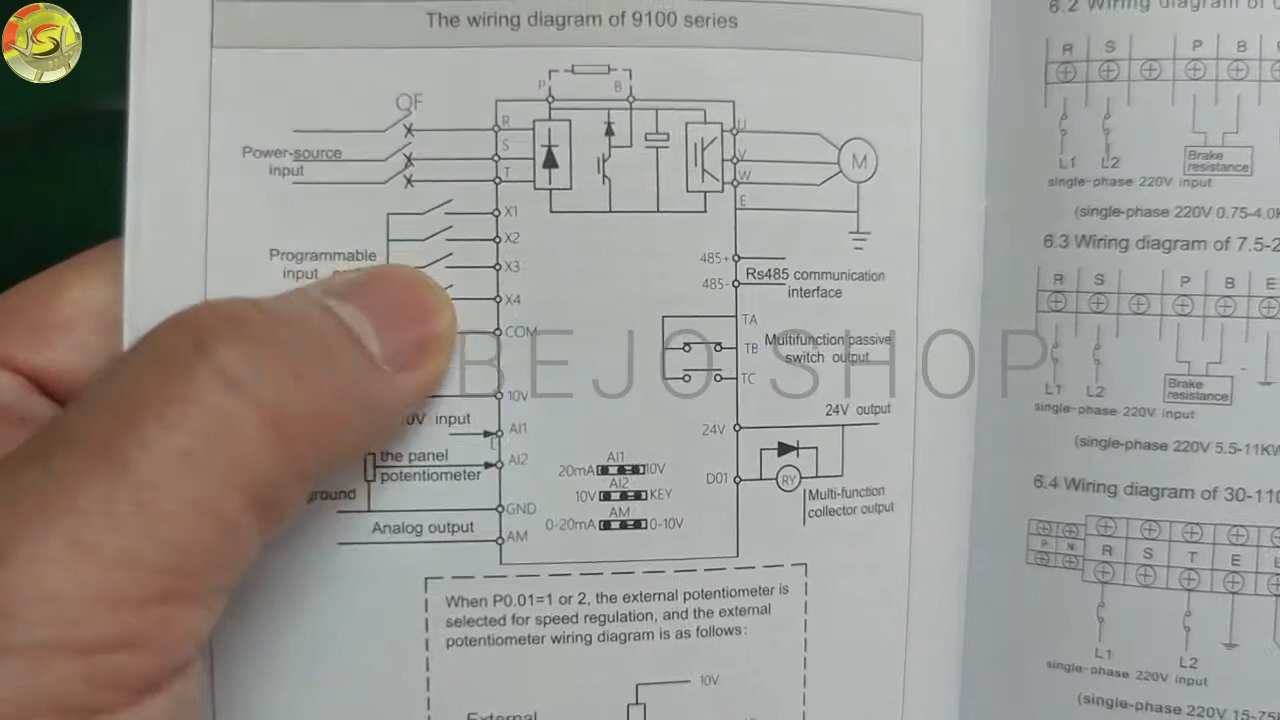 JSI
The wiring diagram of 9100 series
P
B
QF
R
S
T
Power-source
input
U
V
W
E
M
X1
X2
X3
X4
COM
Programmable
input
485+
485-
Rs485 communication
interface
TA
TB
TC
Multifunction passive
switch output
BEJO SHOP
10V
0V input
AI1
AI2
the panel
potentiometer
ground
GND
Analog output
AM
AI1
20mA 10V
AI2
10V KEY
AM
0-20mA 0-10V
24V output
24V
D01
RY
Multi-function
collector output
When P0.01=1 or 2, the external potentiometer is
selected for speed regulation, and the external
potentiometer wiring diagram is as follows:
10V
External
6.2 Wiring diagram of
R S P B
L1 L2
Brake
resistance
single-phase 220V input
(single-phase 220V 0.75-4.0
6.3 Wiring diagram of 7.5-2
R S P B E
L1 L2
Brake
resistance
single-phase 220V input
(single-phase 220V 5.5-11KW
6.4 Wiring diagram of 30-110
P N R S T E
L1 L2
single-phase 220V input
(single-phase 220V 15-75